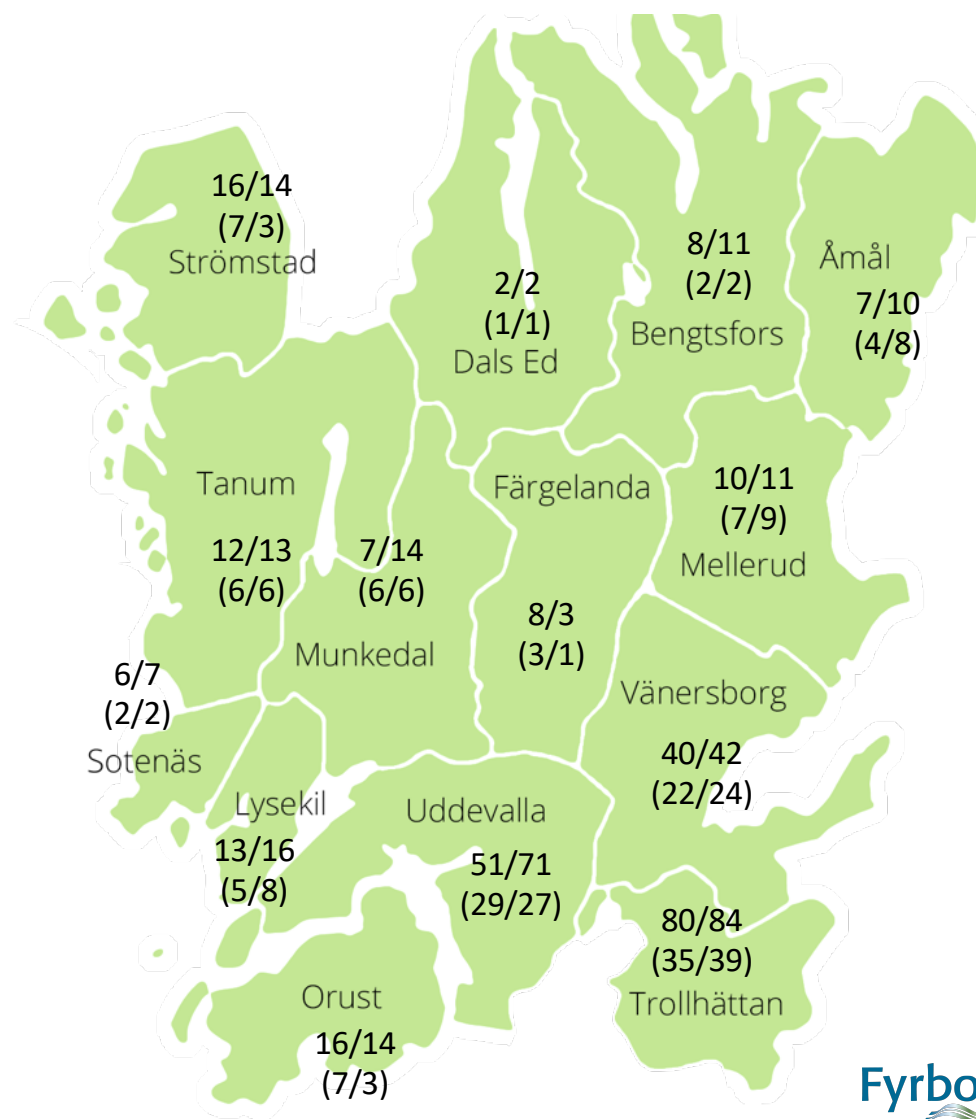 16/14
(7/3)
Strömstad
2/2
(1/1)
Dals Ed
8/11
(2/2)
Bengtsfors
Åmål
7/10
(4/8)
Tanum
12/13
(6/6)
7/14
(6/6)
Munkedal
Färgelanda
8/3
(3/1)
10/11
(7/9)
Mellerud
6/7
(2/2)
Sotenäs
Lysekil
13/16
(5/8)
Uddevalla
51/71
(29/27)
Vänersborg
40/42
(22/24)
80/84
(35/39)
Trollhättan
Orust
16/14
(7/3)
Fyrbo